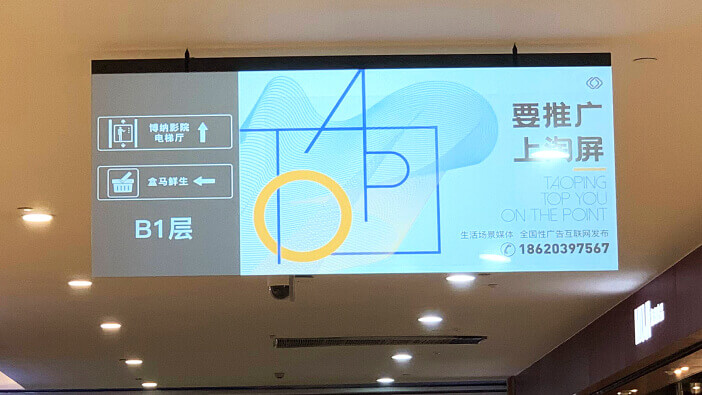 博纳影院
电梯厅
盒马鲜生
B1层
TAOP
要推广
上淘屏
TAOPING
TOP YOU
ON THE POINT
生活场景媒体 全国性广告互联网发布
18620397567